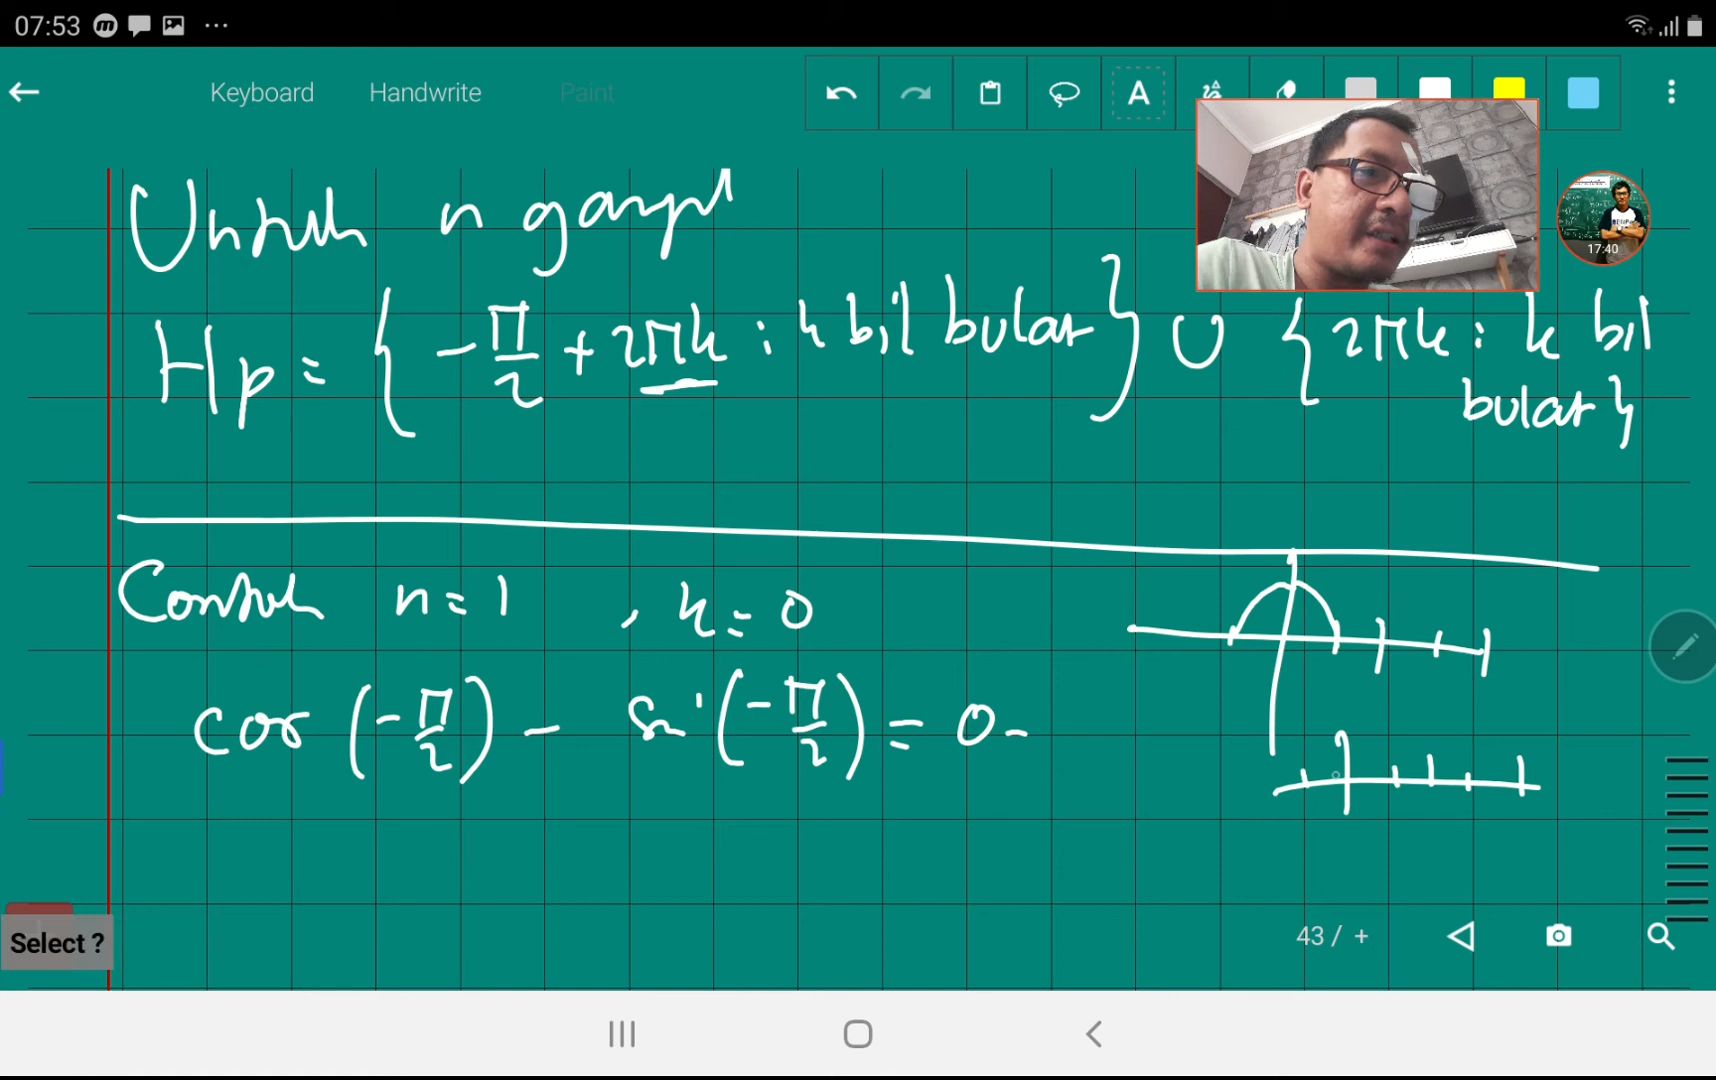 07:53
Keyboard Handwrite Paint A
17:40
Untuk n ganjil
Hp = { -π/2 + 2πk : k bil bulat } ∪ { 2πk : k bil
bulat }
Contoh n = 1 , k = 0
cos (-π/2) - sin (-π/2) = 0 -
Select ?
43 / +